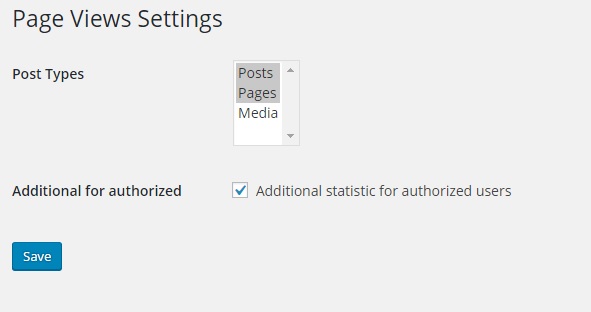 Page Views Settings
Post Types
Posts
Pages
Media
Additional for authorized
Additional statistic for authorized users
Save